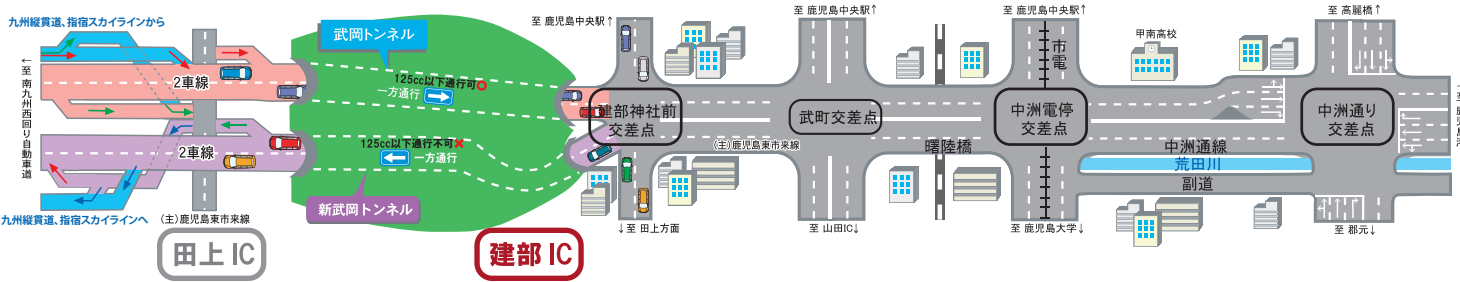 九州縦貫道、指宿スカイラインから
←至 南九州西回り自動車道
2車線
2車線
九州縦貫道、指宿スカイラインへ
(主)鹿児島東市来線
田上IC
武岡トンネル
125cc以下通行可
一方通行
125cc以下通行不可
一方通行
新武岡トンネル
建部IC
至 鹿児島中央駅↑
建部神社前
交差点
↓至 田上方面
(主)鹿児島東市来線
至 鹿児島中央駅↑
武町交差点
至 山田IC↓
曙陸橋
至 鹿児島中央駅↑
市電
中洲電停
交差点
至 鹿児島大学↓
甲南高校
中洲通線
荒田川
副道
至 高麗橋↑
中洲通り
交差点
至 郡元↓